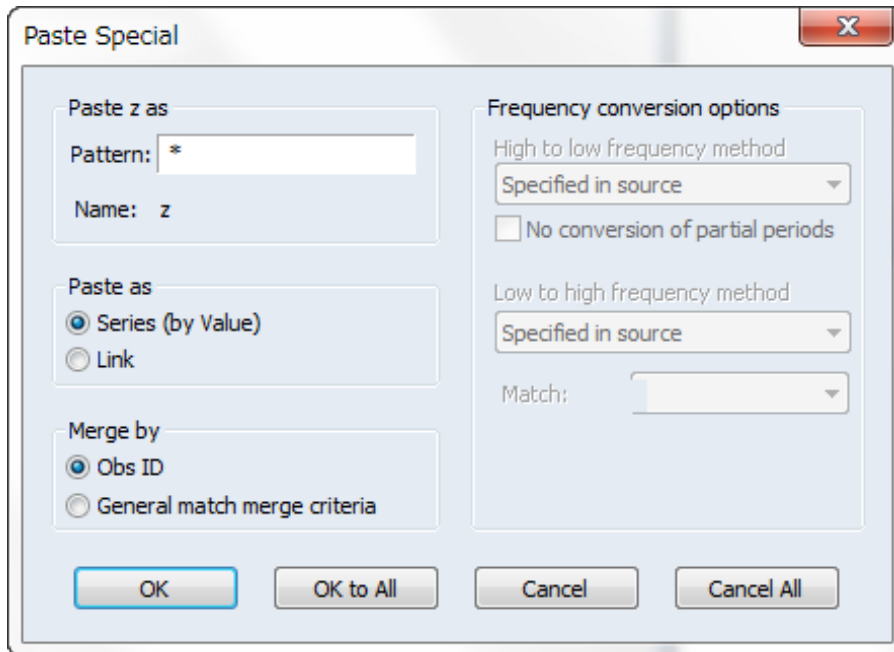 Paste Special
Paste z as
Pattern: *
Name: z
Paste as
Series (by Value)
Link
Merge by
Obs ID
General match merge criteria
Frequency conversion options
High to low frequency method
Specified in source
No conversion of partial periods
Low to high frequency method
Specified in source
Match:
OK
OK to All
Cancel
Cancel All